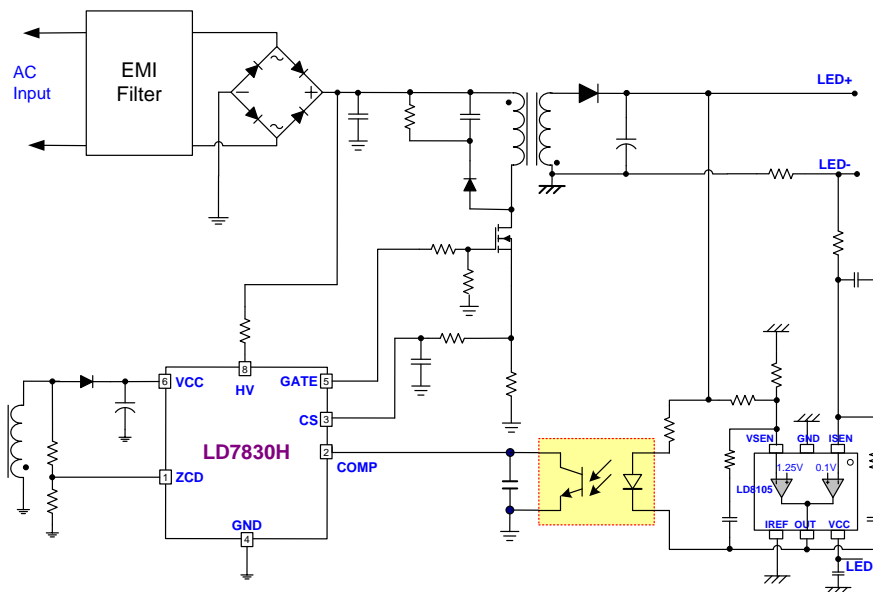 AC
Input
EMI
Filter
LED+
LED-
8
HV
6
VCC
GATE
5
CS
3
LD7830H
2
COMP
1
ZCD
GND
4
VSEN
GND
ISEN
1.25V
0.1V
LD8105
IREF
OUT
VCC
LED